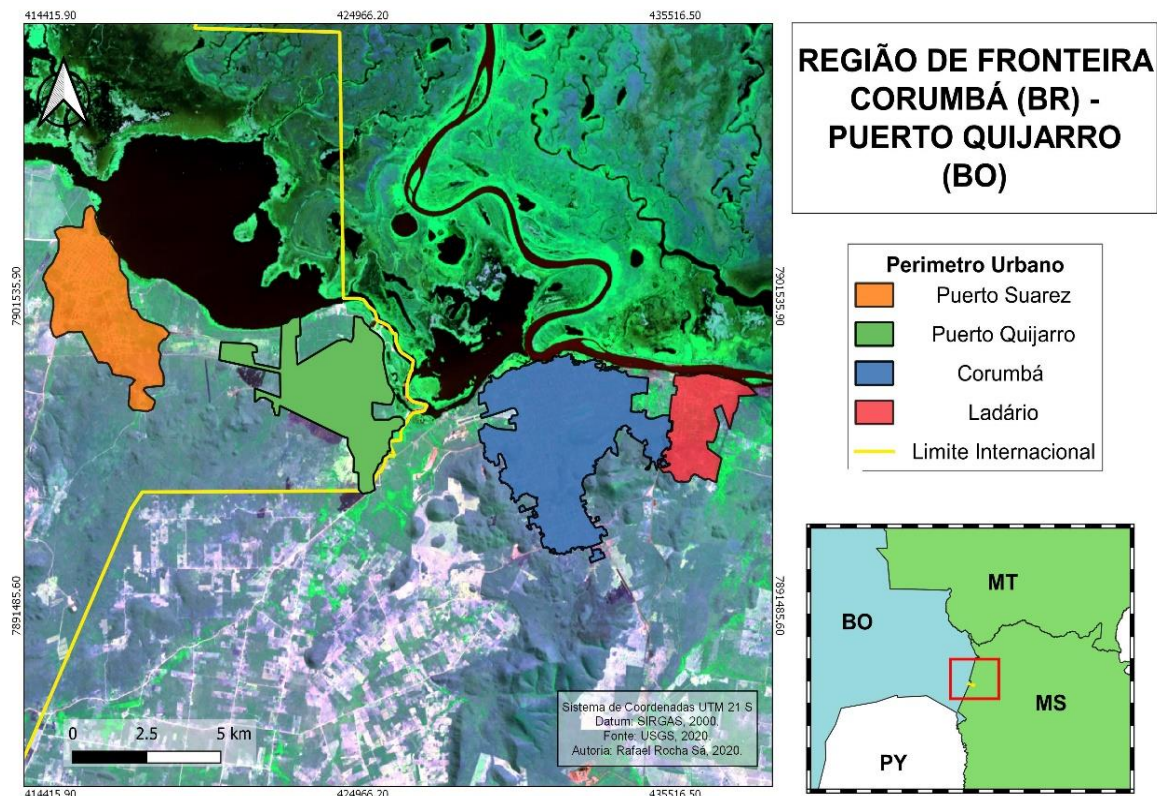 414415.90
424966.20
435516.50
REGIÃO DE FRONTEIRA
CORUMBÁ (BR) -
PUERTO QUIJARRO
(BO)
7901535.90
7901535.90
Perimetro Urbano
Puerto Suarez
Puerto Quijarro
Corumbá
Ladário
Limite Internacional
7891485.60
7891485.60
MT
BO
MS
PY
Sistema de Coordenadas UTM 21 S
Datum: SIRGAS, 2000.
Fonte: USGS, 2020
Autoria: Rafael Rocha Sá, 2020.
0 2.5 5 km
414415.90
424966.20
435516.50